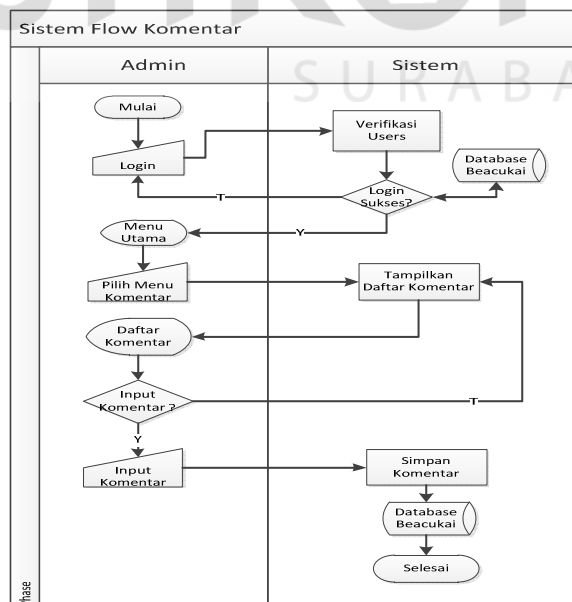 Sistem Flow Komentar
Admin
Sistem
SURABA
Mulai
Verifikasi
Users
Login
Database
Beacukai
Login
Sukses?
T
Menu
Utama
Y
Pilih Menu
Komentar
Tampilkan
Daftar Komentar
Daftar
Komentar
Input
Komentar ?
T
Y
Input
Komentar
Simpan
Komentar
Database
Beacukai
Selesai